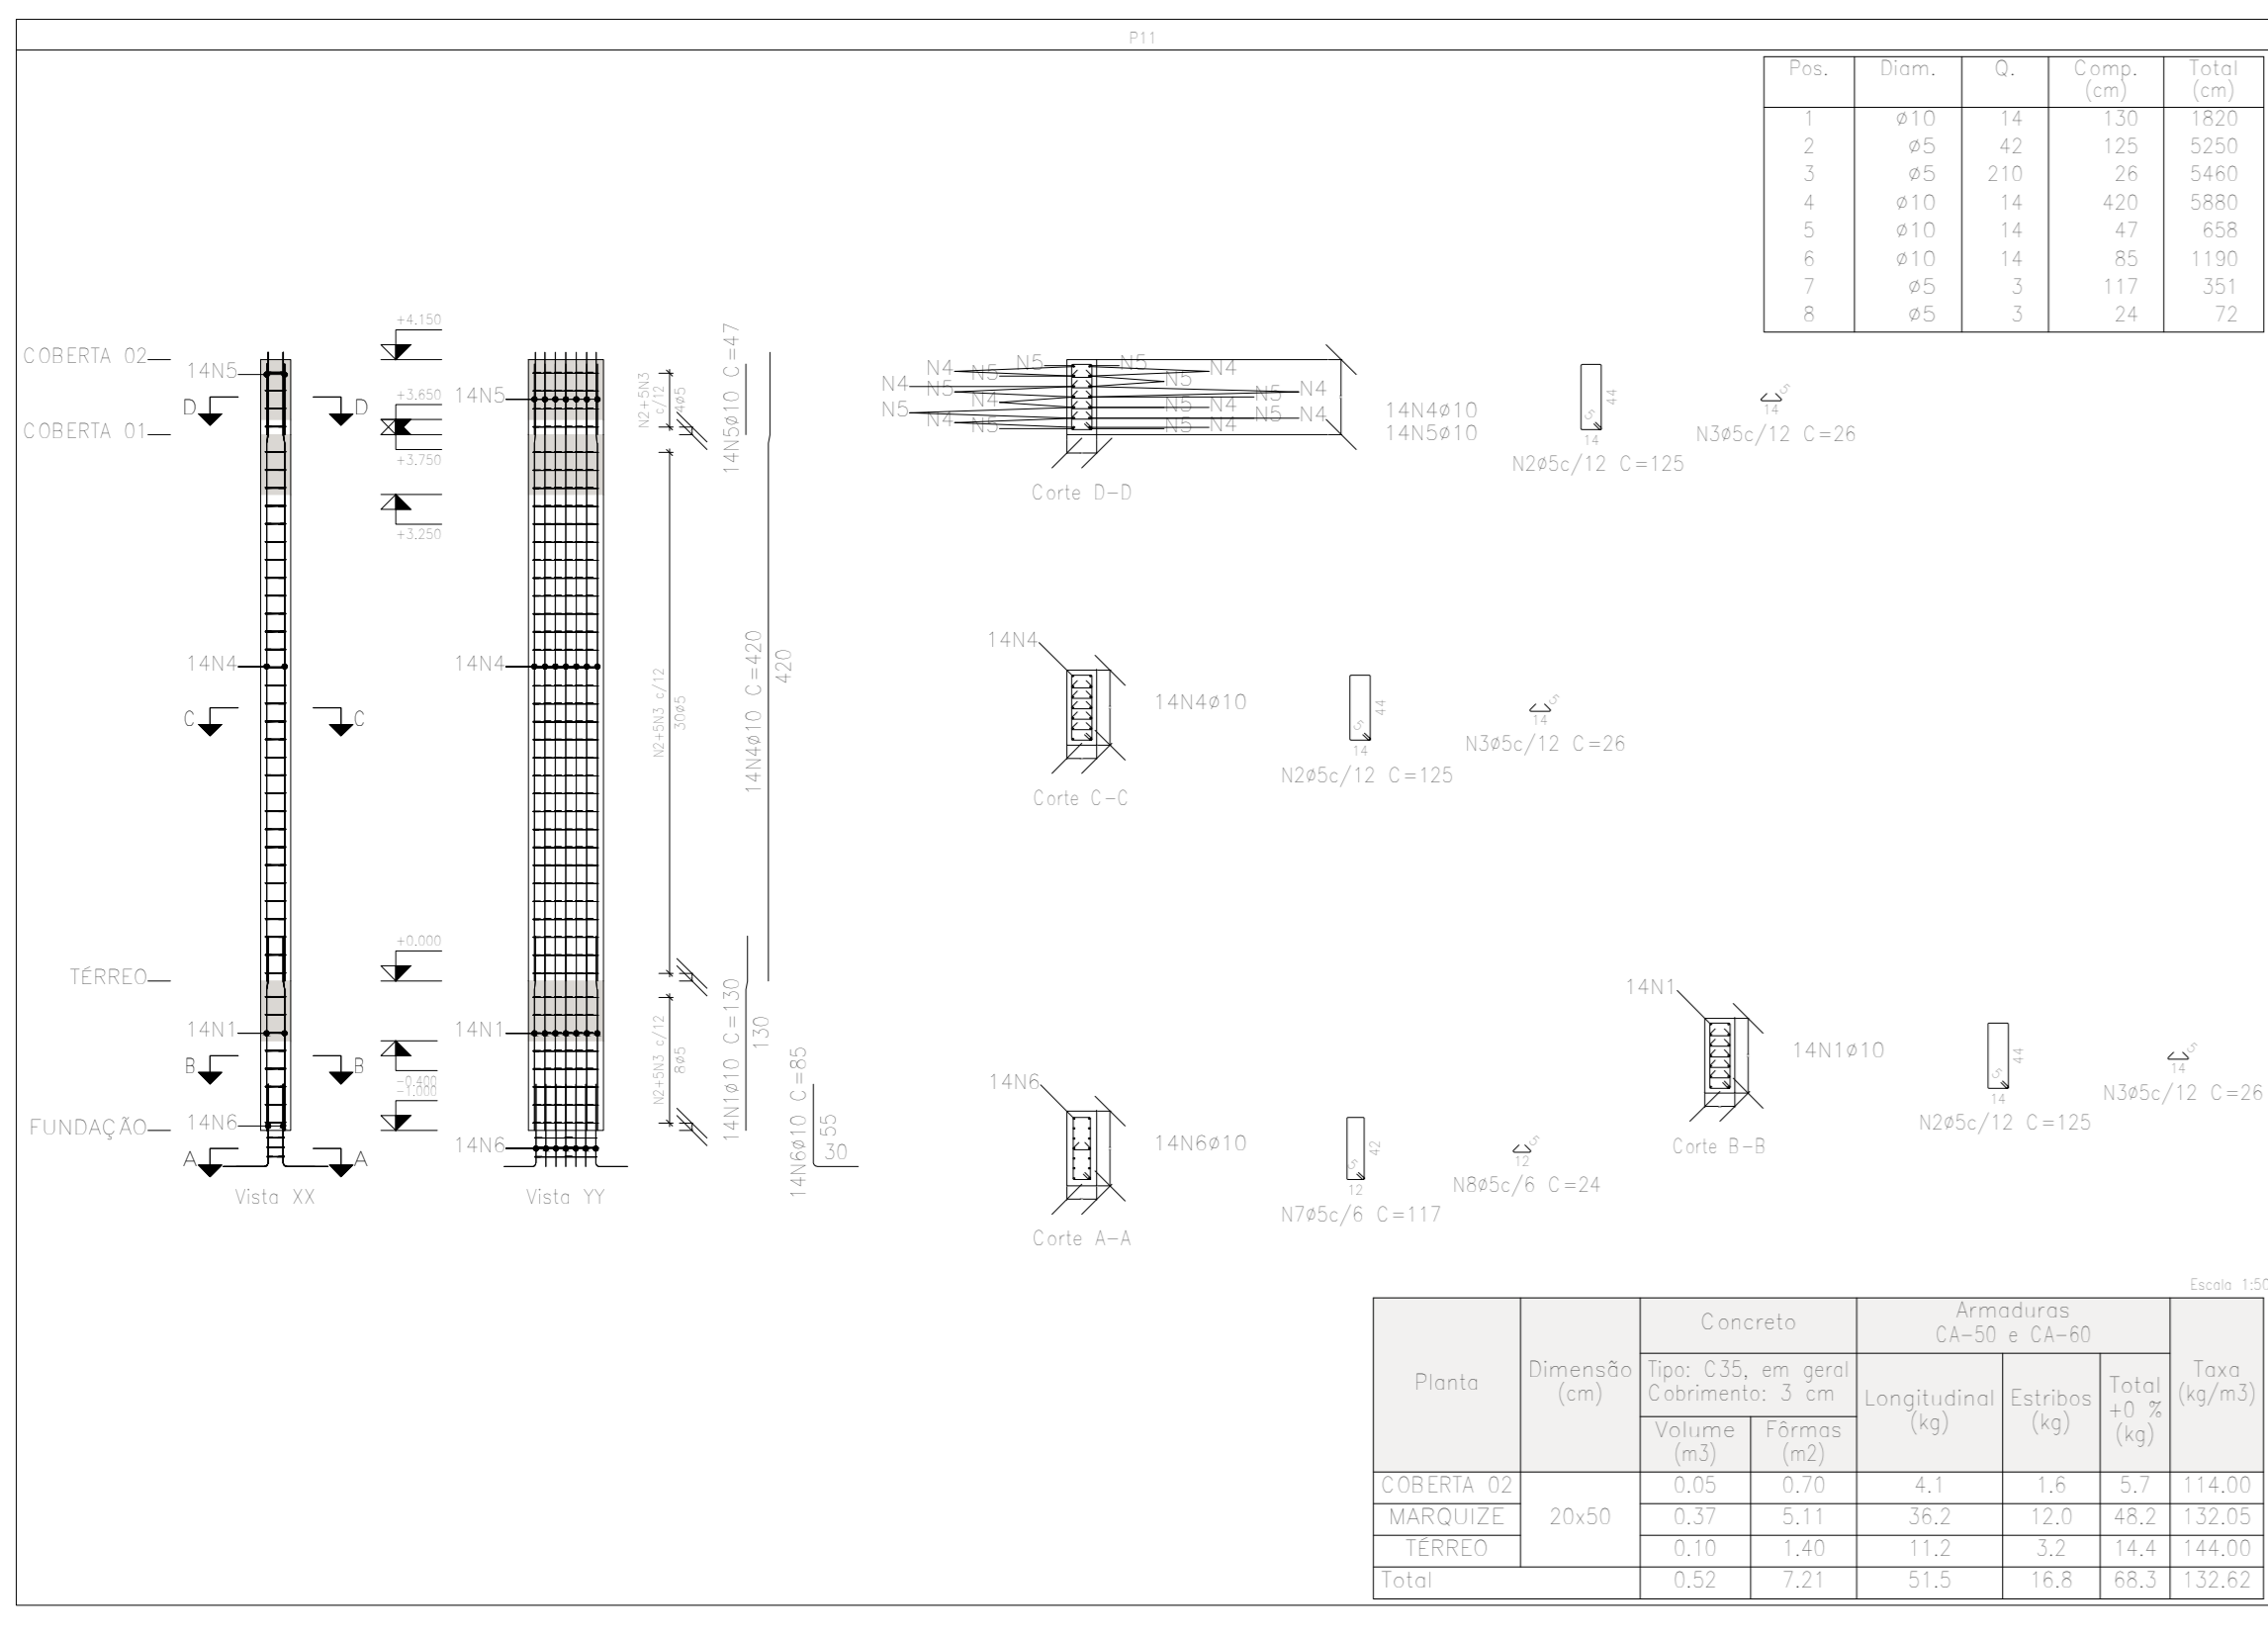 P11
Pos. Diam. Q. Comp. (cm) Total (cm)
1 ø10 14 130 1820
2 ø5 42 125 5250
3 ø5 210 26 5460
4 ø10 14 420 5880
5 ø10 14 47 658
6 ø10 14 85 1190
7 ø5 3 117 351
8 ø5 3 24 72
COBERTA 02
COBERTA 01
TÉRREO
FUNDAÇÃO
14N5
D D
14N4
C C
14N1
B B
14N6
A A
Vista XX
+4.150
+3.650
+3.750
+3.250
+0.000
-0.400
-1.000
14N5
14N4
14N1
14N6
Vista YY
N2+5N3
c/12
4ø5
N2+5N3 c/12
30ø5
N2+5N3 c/12
8ø5
14N5ø10 C=47
14N4ø10 C=420
420
14N1ø10 C=130
130
14N6ø10 C=85
55
30
N5 N5
N4 N5 N4
N4 N5 N5 N5 N4
N5 N4 N5 N4 N5 N4
N4 N5 N5 N4
14N4ø10
14N5ø10
Corte D-D
44
5
14
N2ø5c/12 C=125
5
14
N3ø5c/12 C=26
14N4
14N4ø10
Corte C-C
44
5
14
N2ø5c/12 C=125
5
14
N3ø5c/12 C=26
14N1
14N1ø10
Corte B-B
44
5
14
N2ø5c/12 C=125
5
14
N3ø5c/12 C=26
14N6
14N6ø10
Corte A-A
42
5
12
N7ø5c/6 C=117
5
12
N8ø5c/6 C=24
Escala 1:50
Planta
Dimensão
(cm)
Concreto
Tipo: C35, em geral
Cobrimento: 3 cm
Volume
(m3)
Fôrmas
(m2)
Armaduras
CA-50 e CA-60
Longitudinal
(kg)
Estribos
(kg)
Total
+0 %
(kg)
Taxa
(kg/m3)
COBERTA 02 0.05 0.70 4.1 1.6 5.7 114.00
MARQUIZE 20x50 0.37 5.11 36.2 12.0 48.2 132.05
TÉRREO 0.10 1.40 11.2 3.2 14.4 144.00
Total 0.52 7.21 51.5 16.8 68.3 132.62